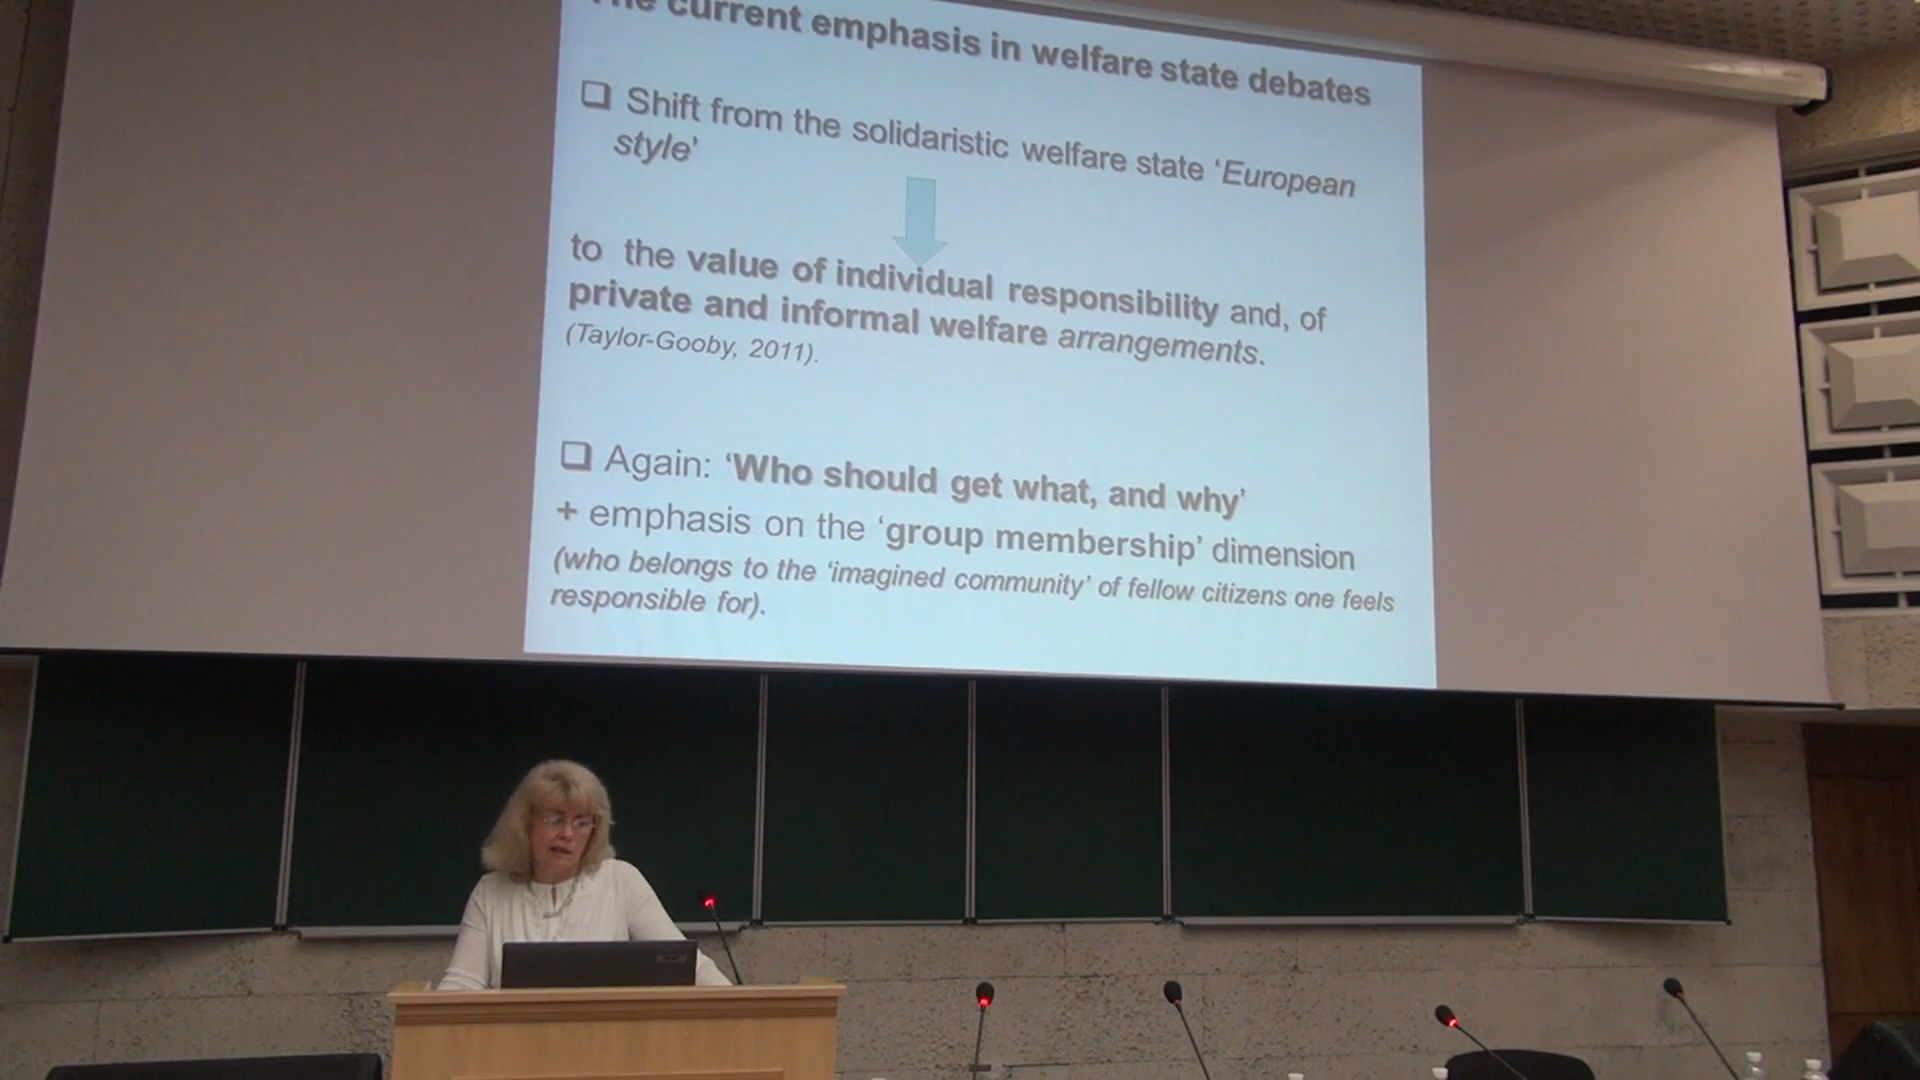 The current emphasis in welfare state debates
❑ Shift from the solidaristic welfare state ‘European
style’
to the value of individual responsibility and, of
private and informal welfare arrangements.
(Taylor-Gooby, 2011).
❑ Again: ‘Who should get what, and why’
+ emphasis on the ‘group membership’ dimension
(who belongs to the ‘imagined community’ of fellow citizens one feels
responsible for).